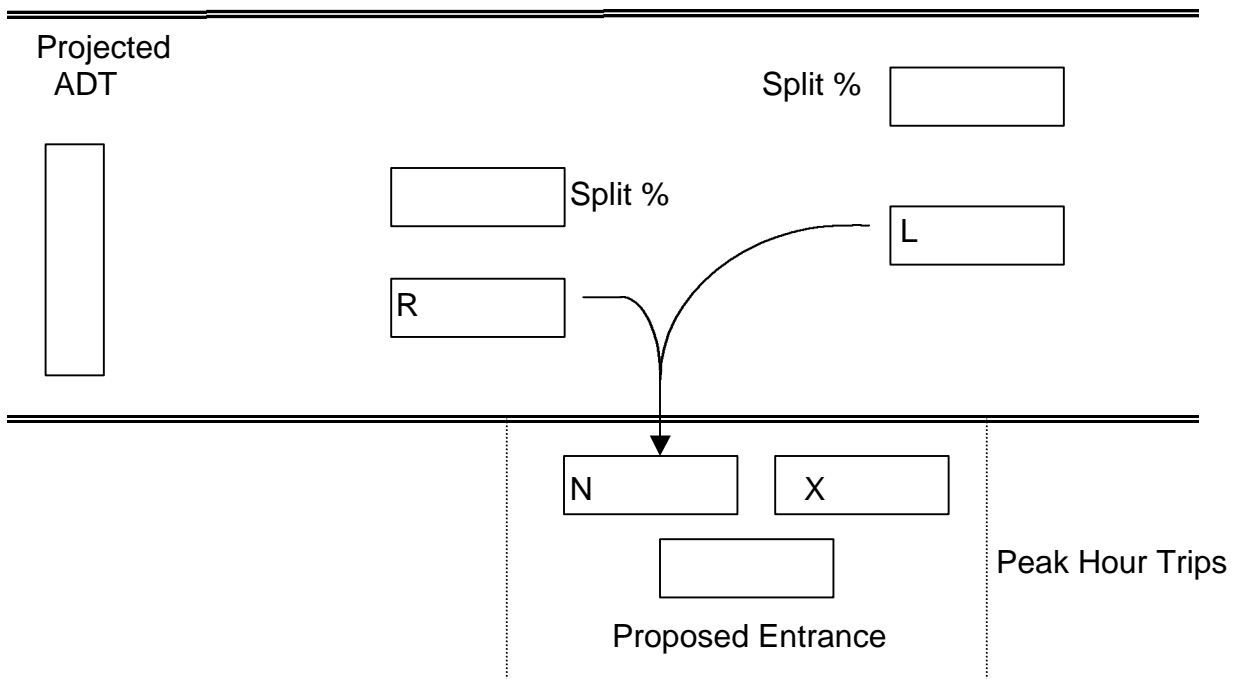 Projected
ADT
Split %
Split %
L
R
N
X
Peak Hour Trips
Proposed Entrance